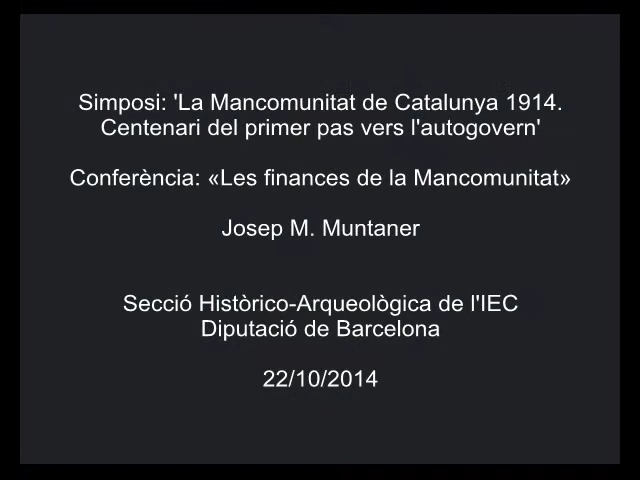 Simposi: 'La Mancomunitat de Catalunya 1914.
Centenari del primer pas vers l'autogovern'
Conferència: «Les finances de la Mancomunitat»
Josep M. Muntaner
Secció Històrico-Arqueològica de l'IEC
Diputació de Barcelona
22/10/2014